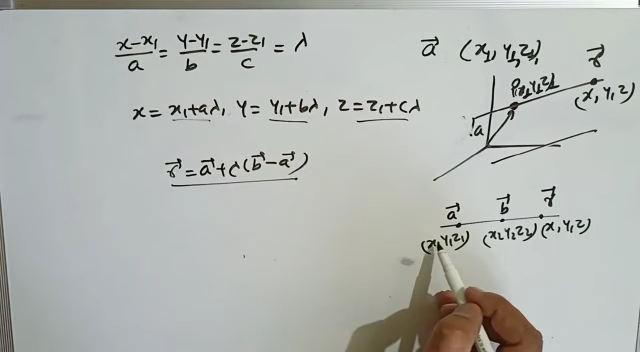 x-x₁/a = y-y₁/b = z-z₁/c = λ
x = x₁+aλ, y = y₁+bλ, z = z₁+cλ
r⃗ = a⃗+λ(b⃗-a⃗)
a⃗ (x₁, y₁, z₁) r⃗
(x, y, z)
a
a⃗ b⃗ r⃗
(x₁ y₁ z₁) (x₂ y₂ z₂) (x, y, z)